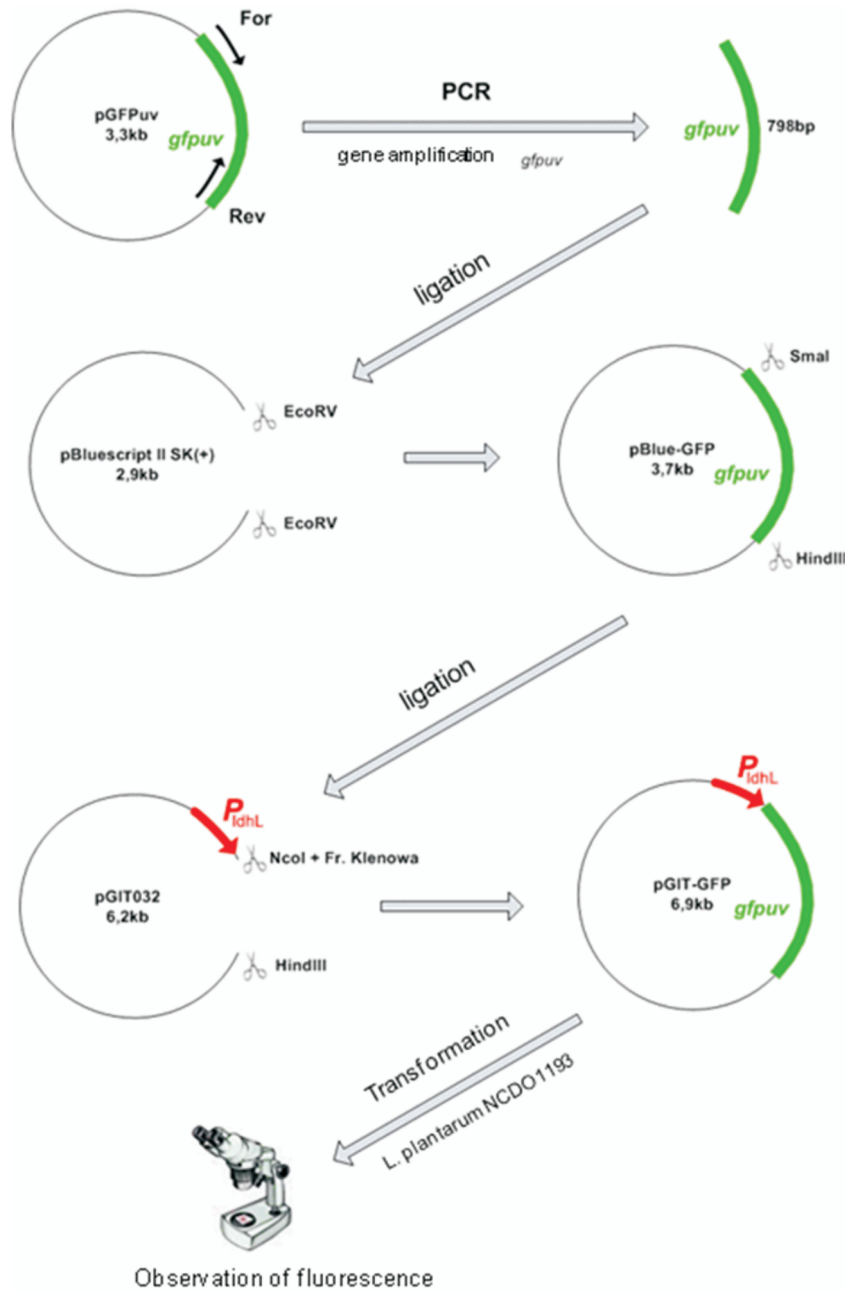 For
pGFPuv
3,3kb
gfpuv
Rev
PCR
gene amplification gfpuv
gfpuv
798bp
ligation
EcoRV
pBluescript II SK(+)
2,9kb
EcoRV
SmaI
pBlue-GFP
3,7kb
gfpuv
HindIII
ligation
PldhL
NcoI + Fr. Klenowa
pGIT032
6,2kb
HindIII
PldhL
pGIT-GFP
6,9kb
gfpuv
Transformation
L. plantarum NCDO1193
Observation of fluorescence